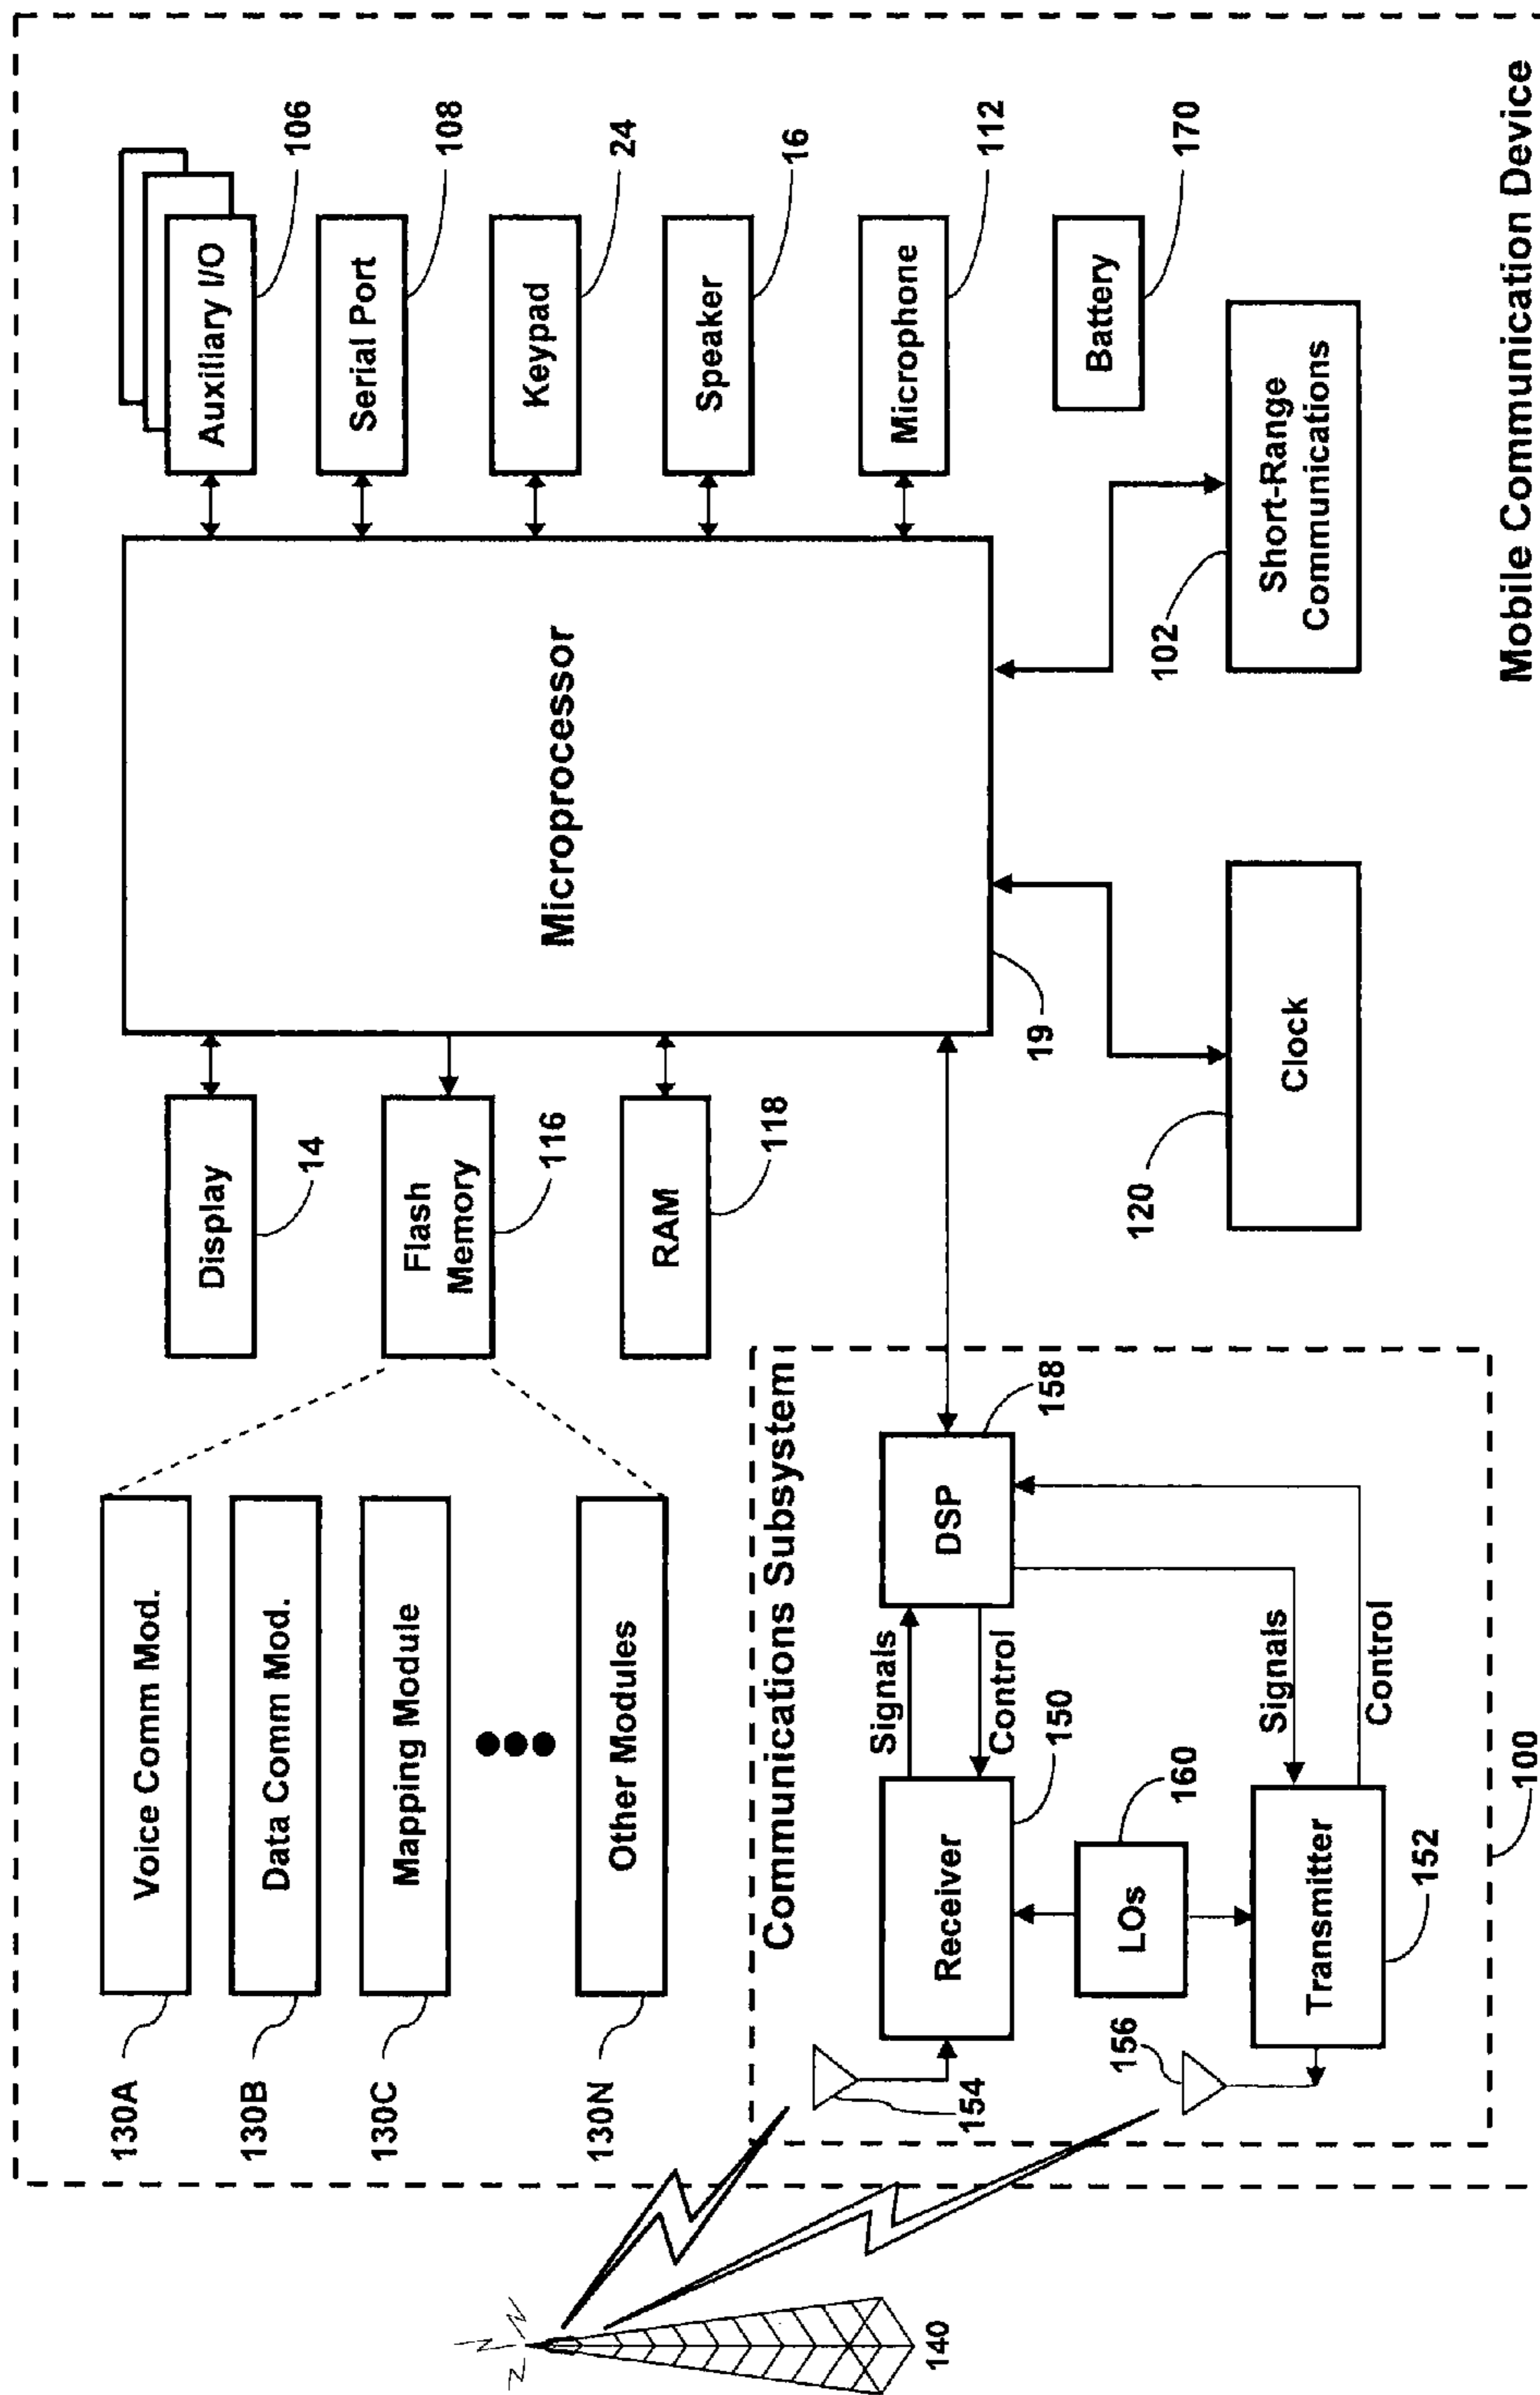 130A
Voice Comm Mod.
130B
Data Comm Mod.
130C
Mapping Module
130N
Other Modules
Display
14
Flash
Memory
116
RAM
118
Microprocessor
19
Auxiliary I/O
106
Serial Port
108
Keypad
24
Speaker
16
Microphone
112
Battery
170
Communications Subsystem
154
Receiver
150
Signals
Control
DSP
158
LOs
160
156
Transmitter
152
Signals
Control
100
140
120
Clock
102
Short-Range
Communications
Mobile Communication Device